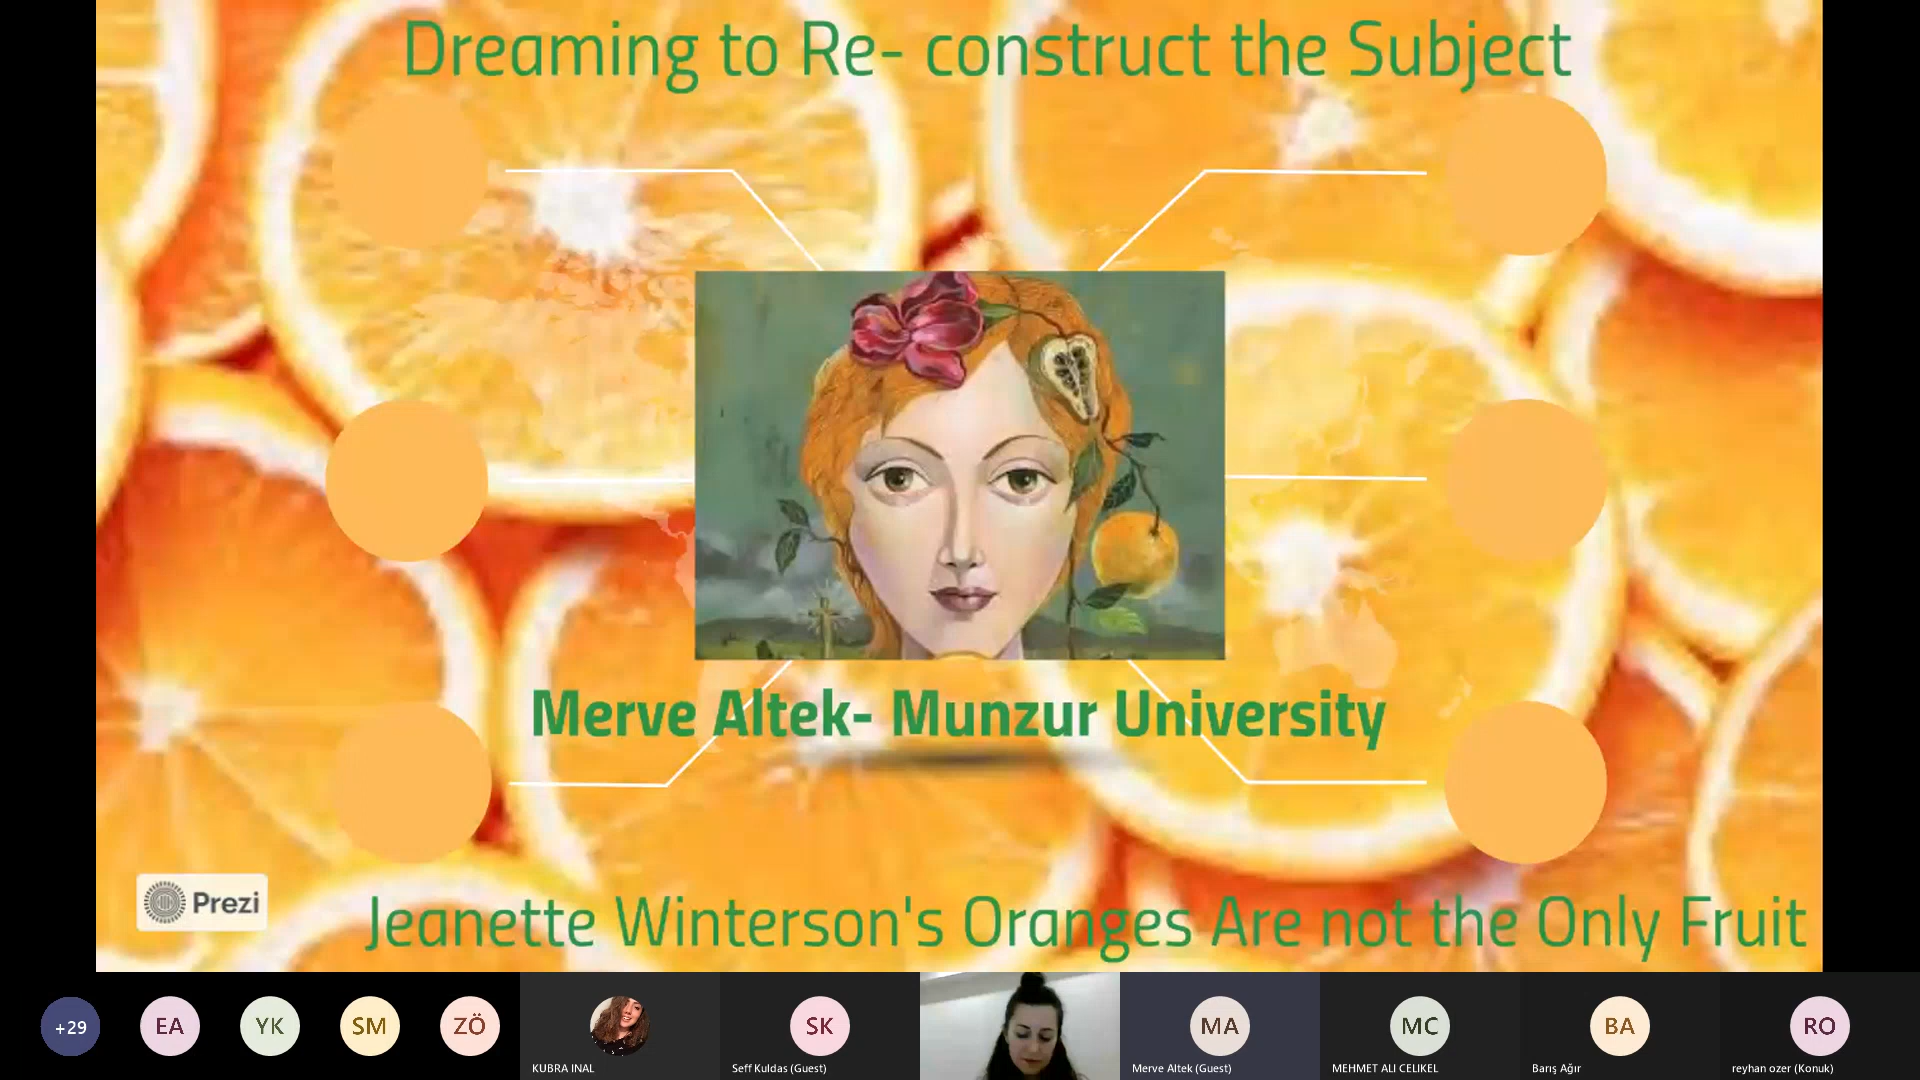 Dreaming to Re- construct the Subject
Merve Altek- Munzur University
Prezi
Jeanette Winterson's Oranges Are not the Only Fruit
+29
EA
YK
SM
ZÖ
KUBRA INAL
SK
Seff Kuldas (Guest)
MA
Merve Altek (Guest)
MC
MEHMET ALI CELIKEL
BA
Barış Ağır
RO
reyhan ozer (Konuk)